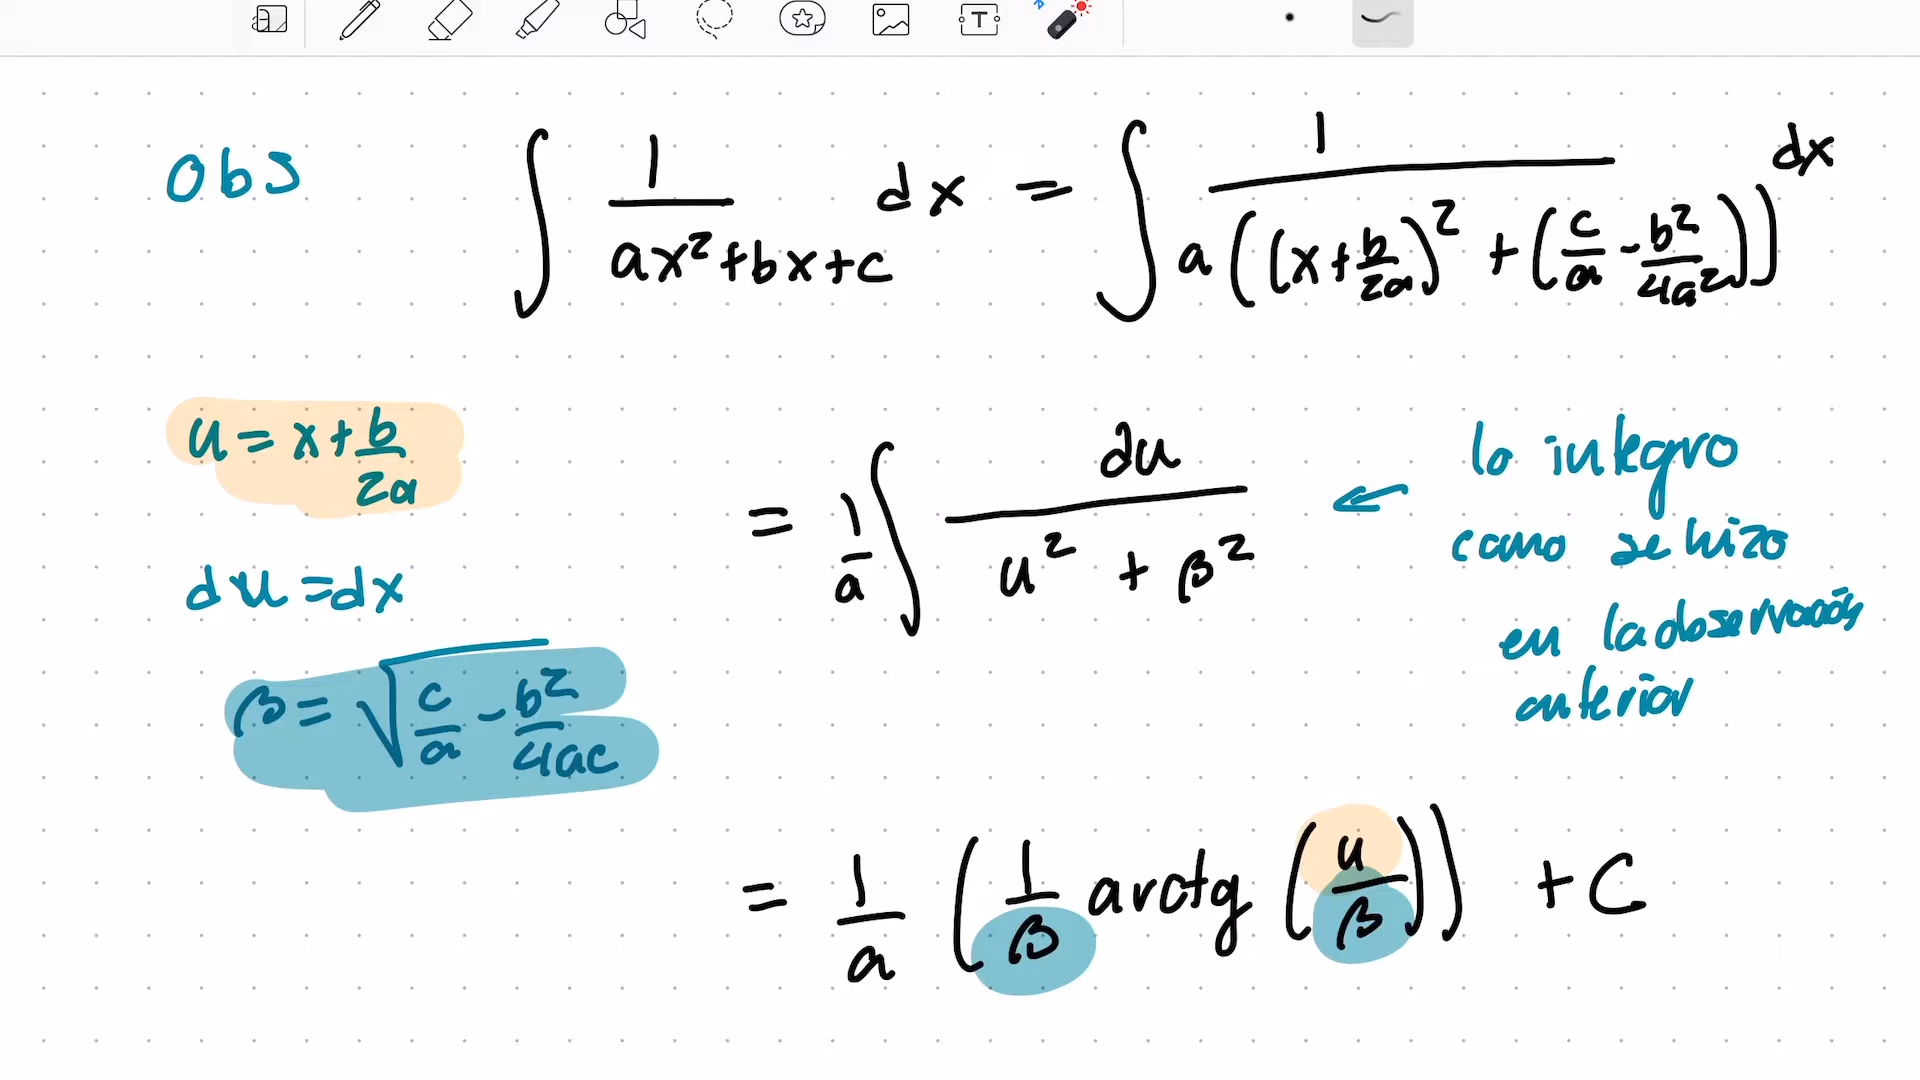 Obs ∫ 1/(ax²+bx+c) dx = ∫ 1/(a((x+b/2a)²+(c/a-b²/4a²))) dx
u=x+b/2a
= 1/a ∫ du/(u²+β²) ← lo integro
como se hizo
en la observación
anterior
du=dx
β=√(c/a-b²/4ac)
= 1/a (1/β arctg (u/β)) +C